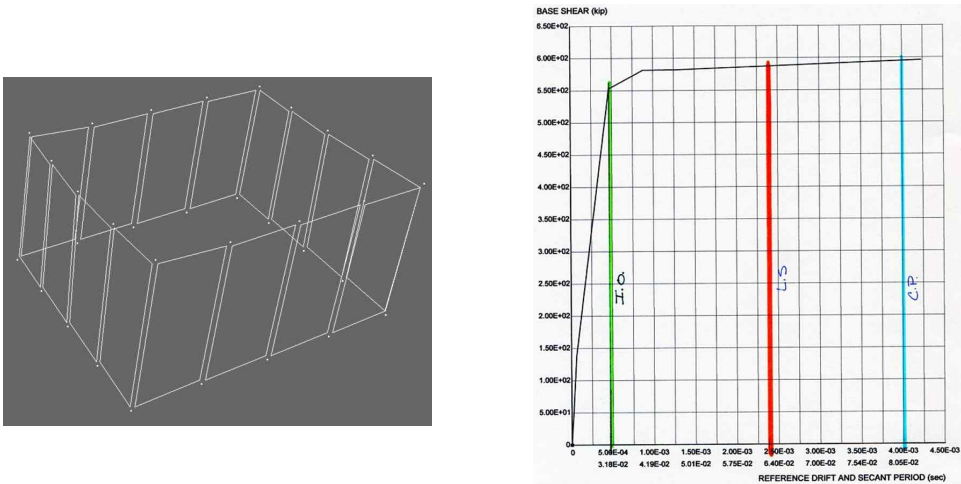 BASE SHEAR (kip)
6.50E+02
6.00E+02
5.50E+02
5.00E+02
4.50E+02
4.00E+02
3.50E+02
3.00E+02
2.50E+02
2.00E+02
1.50E+02
1.00E+02
5.00E+01
0
I.O.
L.S
C.P.
0 5.00E-04 1.00E-03 1.50E-03 2.00E-03 2.50E-03 3.00E-03 3.50E-03 4.00E-03 4.50E-03
3.18E-02 4.19E-02 5.01E-02 5.75E-02 6.40E-02 7.00E-02 7.54E-02 8.05E-02
REFERENCE DRIFT AND SECANT PERIOD (sec)